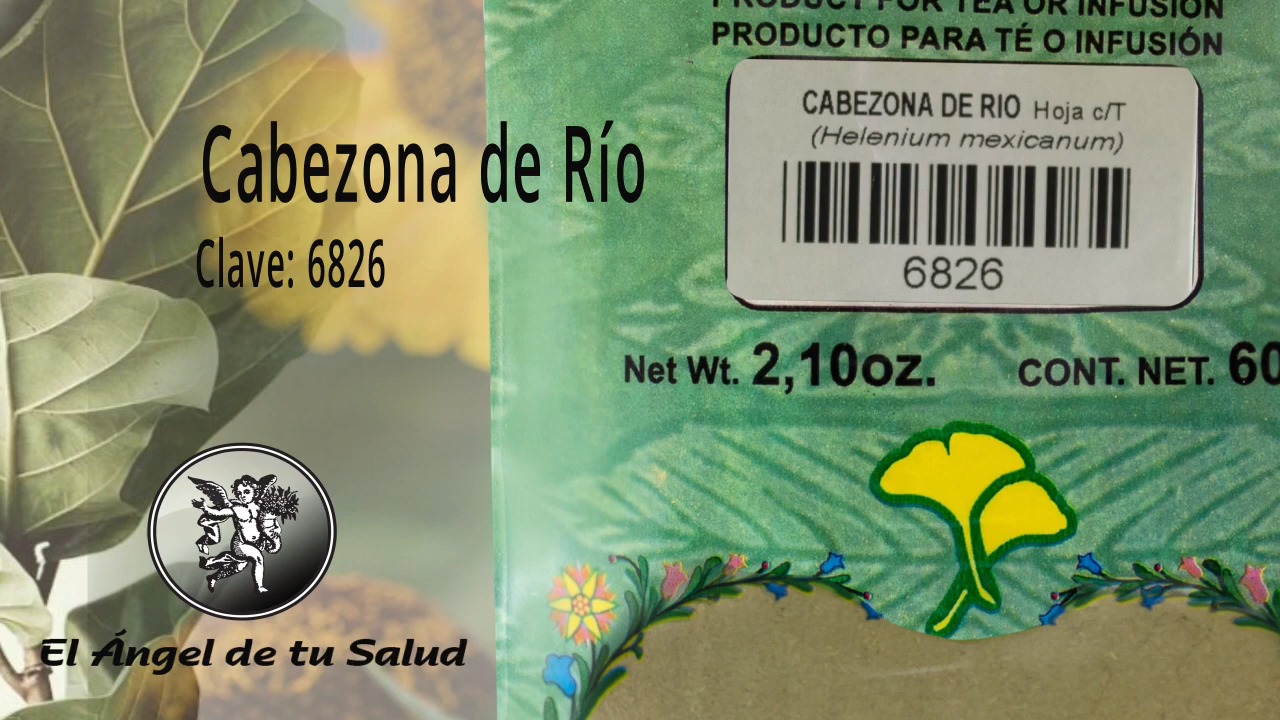 Cabezona de Río
Clave: 6826
El Ángel de tu Salud
PRODUCT FOR TEA OR INFUSION
PRODUCTO PARA TÉ O INFUSIÓN
CABEZONA DE RIO Hoja c/T
(Helenium mexicanum)
6826
Net Wt. 2,10oz. CONT. NET. 60